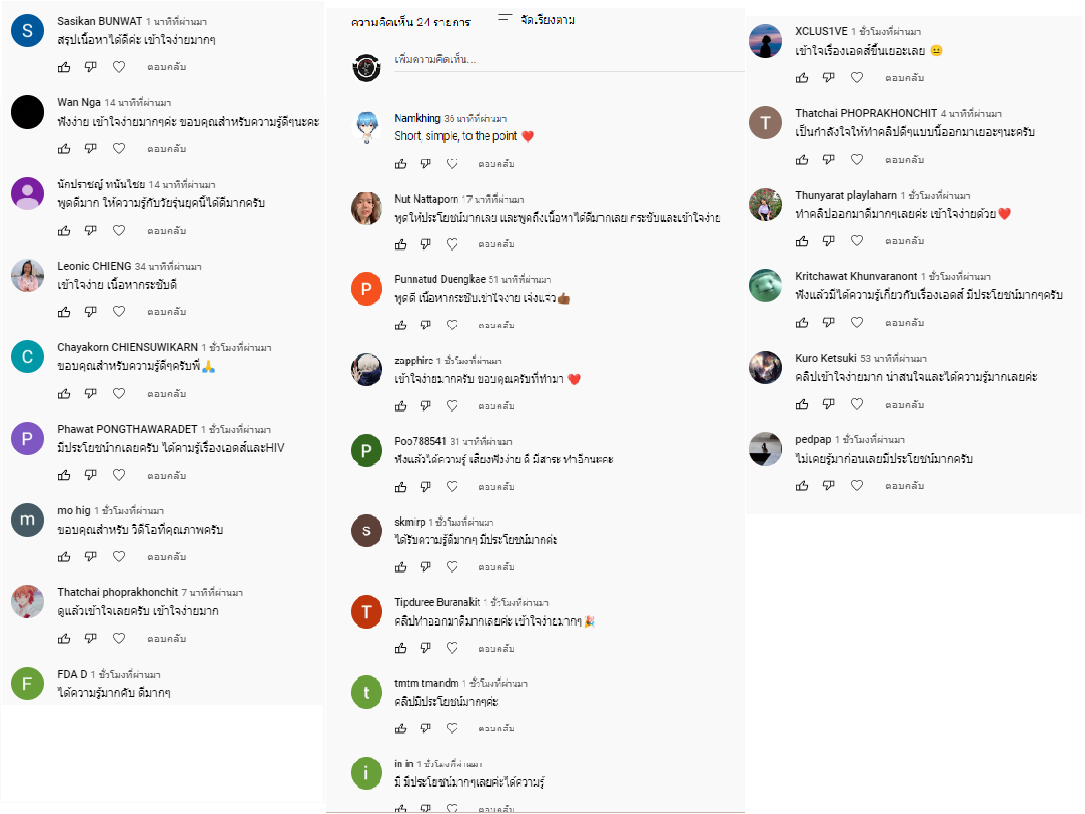 Sasikan BUNWAT 1 นาทีที่ผ่านมา
สรุปเนื้อหาได้ดีค่ะ เข้าใจง่ายมากๆ
ตอบกลับ
Wan Nga 14 นาทีที่ผ่านมา
ฟังง่าย เข้าใจง่ายมากๆค่ะ ขอบคุณสำหรับความรู้ดีๆนะคะ
ตอบกลับ
นักปราชญ์ ทนันไชย 14 นาทีที่ผ่านมา
พูดดีมาก ให้ความรู้กับวัยรุ่นยุคนี้ได้ดีมากครับ
ตอบกลับ
Leonic CHIENG 34 นาทีที่ผ่านมา
เข้าใจง่าย เนื้อหากระชับดี
ตอบกลับ
C
Chayakorn CHIENSUWIKARN 1 ชั่วโมงที่ผ่านมา
ขอบคุณสำหรับความรู้ดีๆครับพี่🙏
ตอบกลับ
P
Phawat PONGTHAWARADET 1 ชั่วโมงที่ผ่านมา
มีประโยชน์ากเลยครับ ได้คามรู้เรื่องเอดส์และHIV
ตอบกลับ
m
mo hig 1 ชั่วโมงที่ผ่านมา
ขอบคุณสำหรับ วิดีโอที่คุณภาพครับ
ตอบกลับ
Thatchai phoprakhonchit 7 นาทีที่ผ่านมา
ดูแล้วเข้าใจเลยครับ เข้าใจง่ายมาก
ตอบกลับ
F
FDA D 1 ชั่วโมงที่ผ่านมา
ได้ความรู้มากคับ ดีมากๆ
ความคิดเห็น 24 รายการ จัดเรียงตาม
เพิ่มความคิดเห็น...
Namkhing 36 นาทีที่ผ่านมา
Short, simple, to the point ❤️
ตอบกลับ
Nut Nattaporn 17 นาทีที่ผ่านมา
พูดให้ประโยชน์มากเลย และพูดถึงเนื้อหาได้ดีมากเลย กระชับและเข้าใจง่าย
ตอบกลับ
P
Punnatud Duengikae 51 นาทีที่ผ่านมา
พูดดี เนื้อหากระชับเข้าใจง่าย เจ๋งแจ๋ว👍🏾
ตอบกลับ
zapphire 1 ชั่วโมงที่ผ่านมา
เข้าใจง่ายมากครับ ขอบคุณครับที่ทำมา ❤️
ตอบกลับ
P
Poo788541 31 นาทีที่ผ่านมา
ฟังแล้วได้ความรู้ เสียงฟังง่าย ดี มีสาระ ทำอีกนะคะ
ตอบกลับ
s
skmirp 1 ชั่วโมงที่ผ่านมา
ได้รับความรู้ดีมากๆ มีประโยชน์มากค่ะ
ตอบกลับ
T
Tipduree Buranalkit 1 ชั่วโมงที่ผ่านมา
คลิปทำออกมาดีมากเลยค่ะ เข้าใจง่ายมากๆ🎉
ตอบกลับ
t
tmtmitmaindm 1 ชั่วโมงที่ผ่านมา
คลิปมีประโยชน์มากๆค่ะ
ตอบกลับ
i
in in 1 ชั่วโมงที่ผ่านมา
มี มีประโยชน์มากๆเลยค่ะได้ความรู้
ตอบกลับ
XCLUS1VE 1 ชั่วโมงที่ผ่านมา
เข้าใจเรื่องเอดส์ขึ้นเยอะเลย 😐
ตอบกลับ
T
Thatchai PHOPRAKHONCHIT 4 นาทีที่ผ่านมา
เป็นกำลังใจให้ทำคลิปดีๆแบบนี้ออกมาเยอะๆนะครับ
ตอบกลับ
Thunyarat playlaharn 1 ชั่วโมงที่ผ่านมา
ทำคลิปออกมาดีมากๆเลยค่ะ เข้าใจง่ายด้วย❤️
ตอบกลับ
Kritchawat Khunvaranont 1 ชั่วโมงที่ผ่านมา
ฟังแล้วมีได้ความรู้เกี่ยวกับเรื่องเอดส์ มีประโยชน์มากๆครับ
ตอบกลับ
Kuro Ketsuki 53 นาทีที่ผ่านมา
คลิปเข้าใจง่ายมาก น่าสนใจและได้ความรู้มากเลยค่ะ
ตอบกลับ
pedpap 1 ชั่วโมงที่ผ่านมา
ไม่เคยรู้มาก่อนเลยมีประโยชน์มากครับ
ตอบกลับ